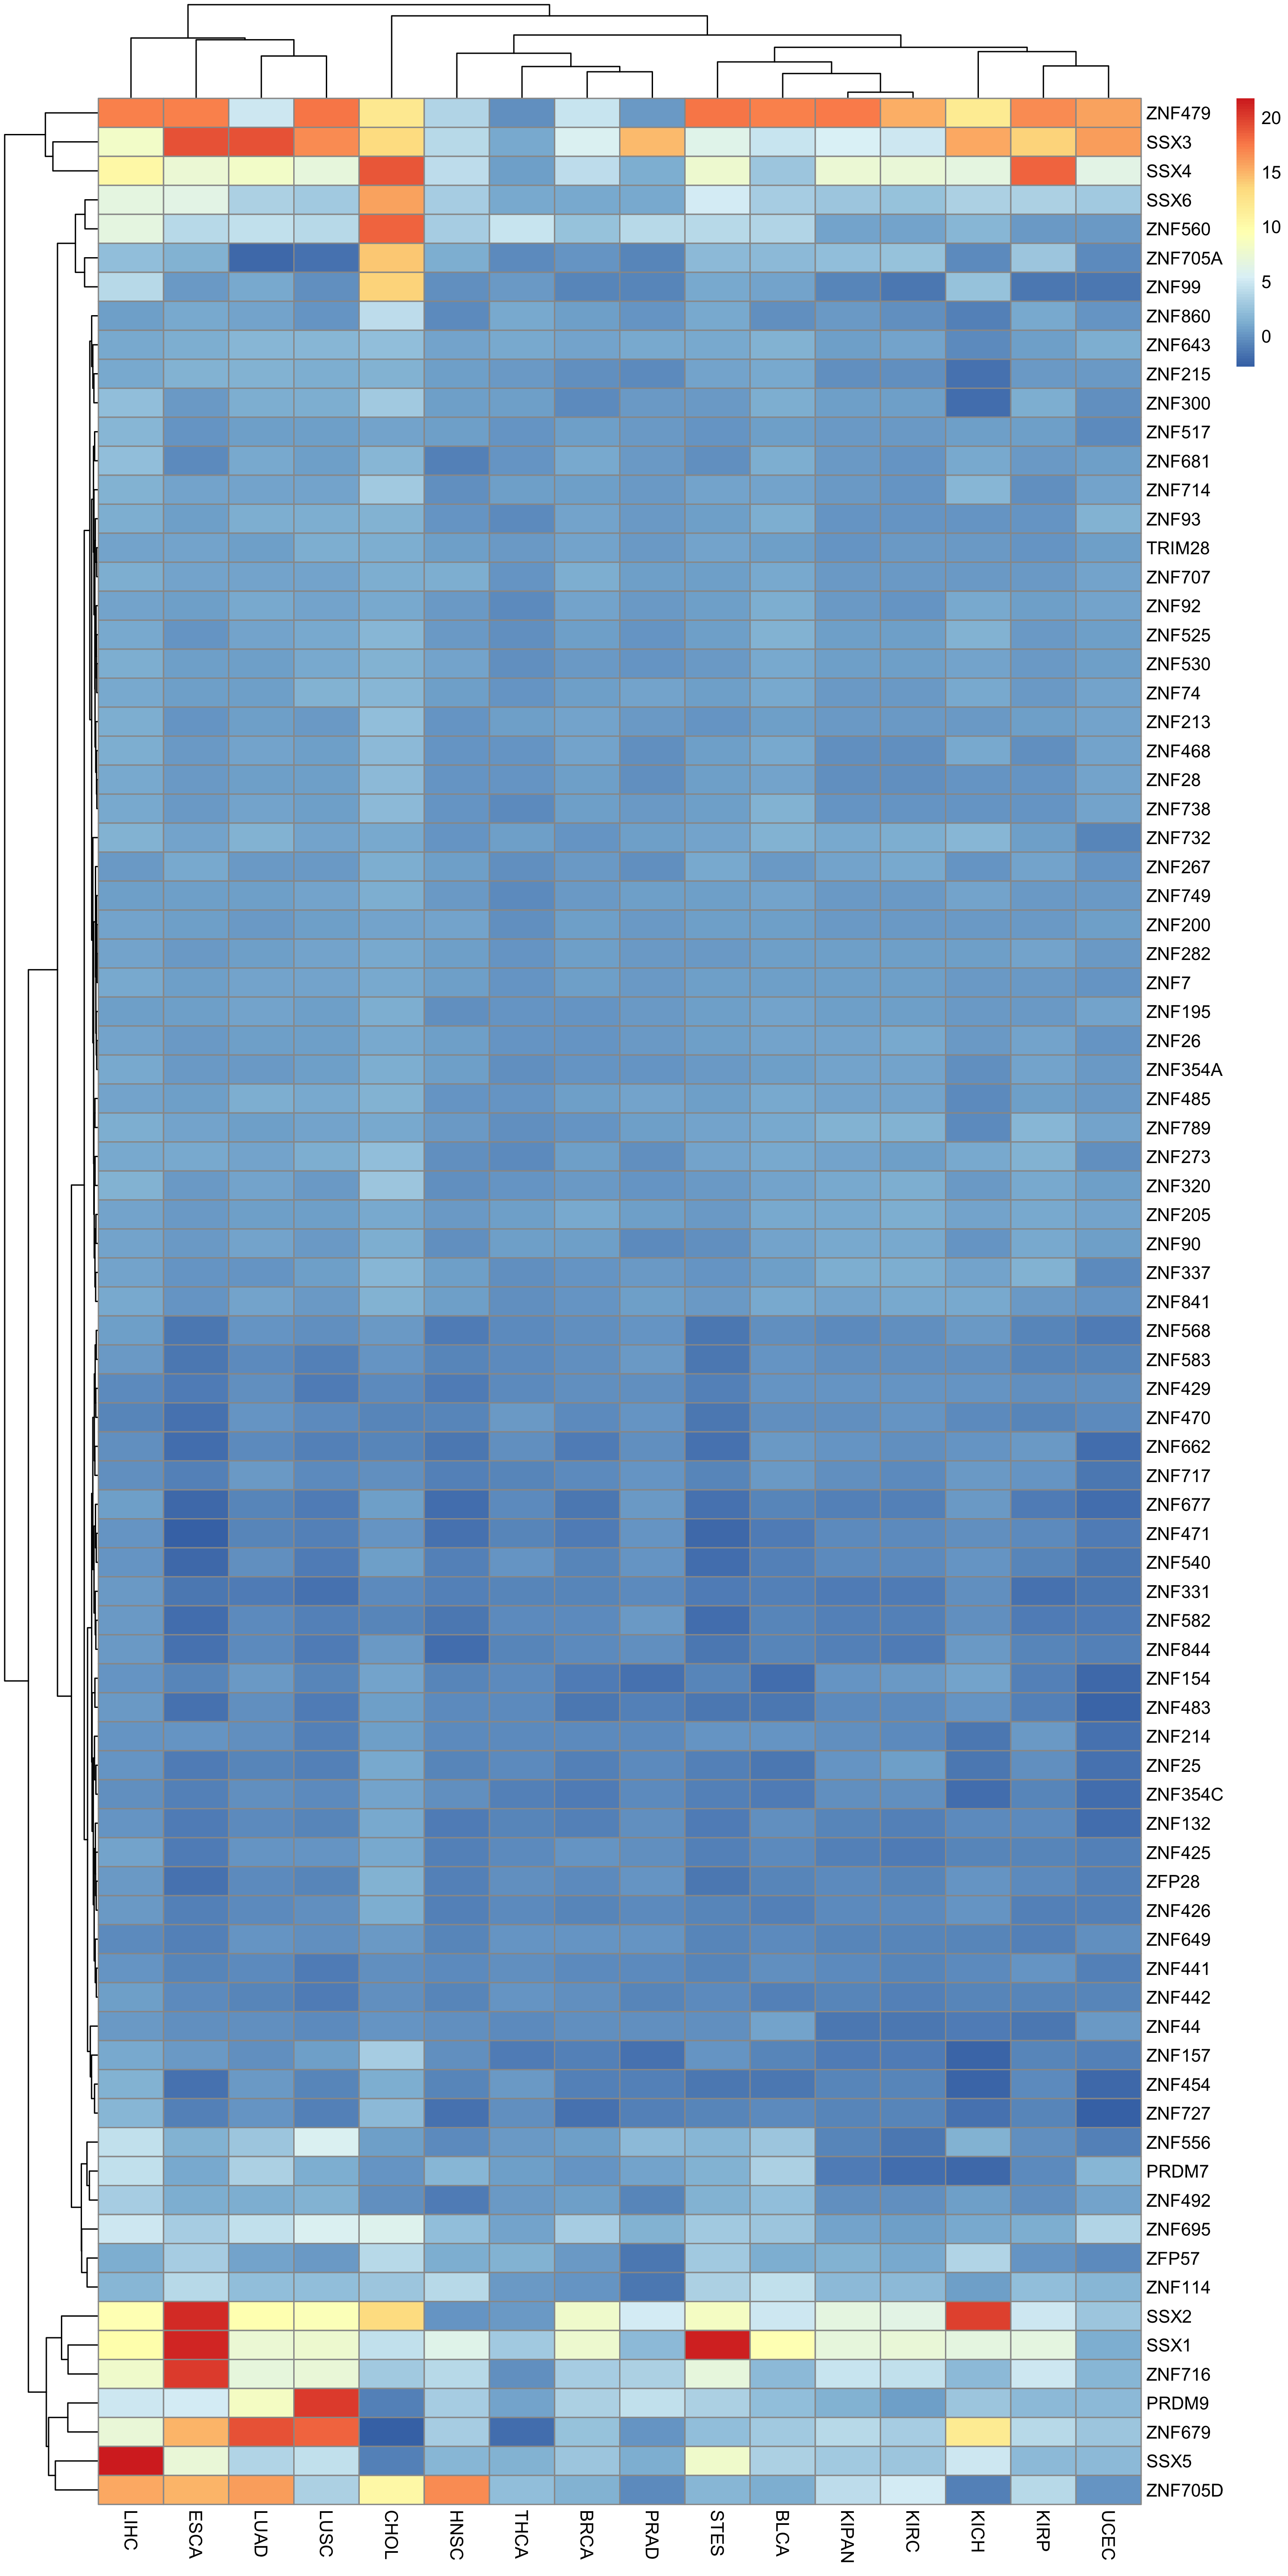 ZNF479
20
SSX3
15
SSX4
SSX6
10
ZNF560
ZNF705A
5
ZNF99
ZNF860
0
ZNF643
ZNF215
ZNF300
ZNF517
ZNF681
ZNF714
ZNF93
TRIM28
ZNF707
ZNF92
ZNF525
ZNF530
ZNF74
ZNF213
ZNF468
ZNF28
ZNF738
ZNF732
ZNF267
ZNF749
ZNF200
ZNF282
ZNF7
ZNF195
ZNF26
ZNF354A
ZNF485
ZNF789
ZNF273
ZNF320
ZNF205
ZNF90
ZNF337
ZNF841
ZNF568
ZNF583
ZNF429
ZNF470
ZNF662
ZNF717
ZNF677
ZNF471
ZNF540
ZNF331
ZNF582
ZNF844
ZNF154
ZNF483
ZNF214
ZNF25
ZNF354C
ZNF132
ZNF425
ZFP28
ZNF426
ZNF649
ZNF441
ZNF442
ZNF44
ZNF157
ZNF454
ZNF727
ZNF556
PRDM7
ZNF492
ZNF695
ZFP57
ZNF114
SSX2
SSX1
ZNF716
PRDM9
ZNF679
SSX5
ZNF705D
LIHC
ESCA
LUAD
LUSC
CHOL
HNSC
THCA
BRCA
PRAD
STES
BLCA
KIPAN
KIRC
KICH
KIRP
UCEC